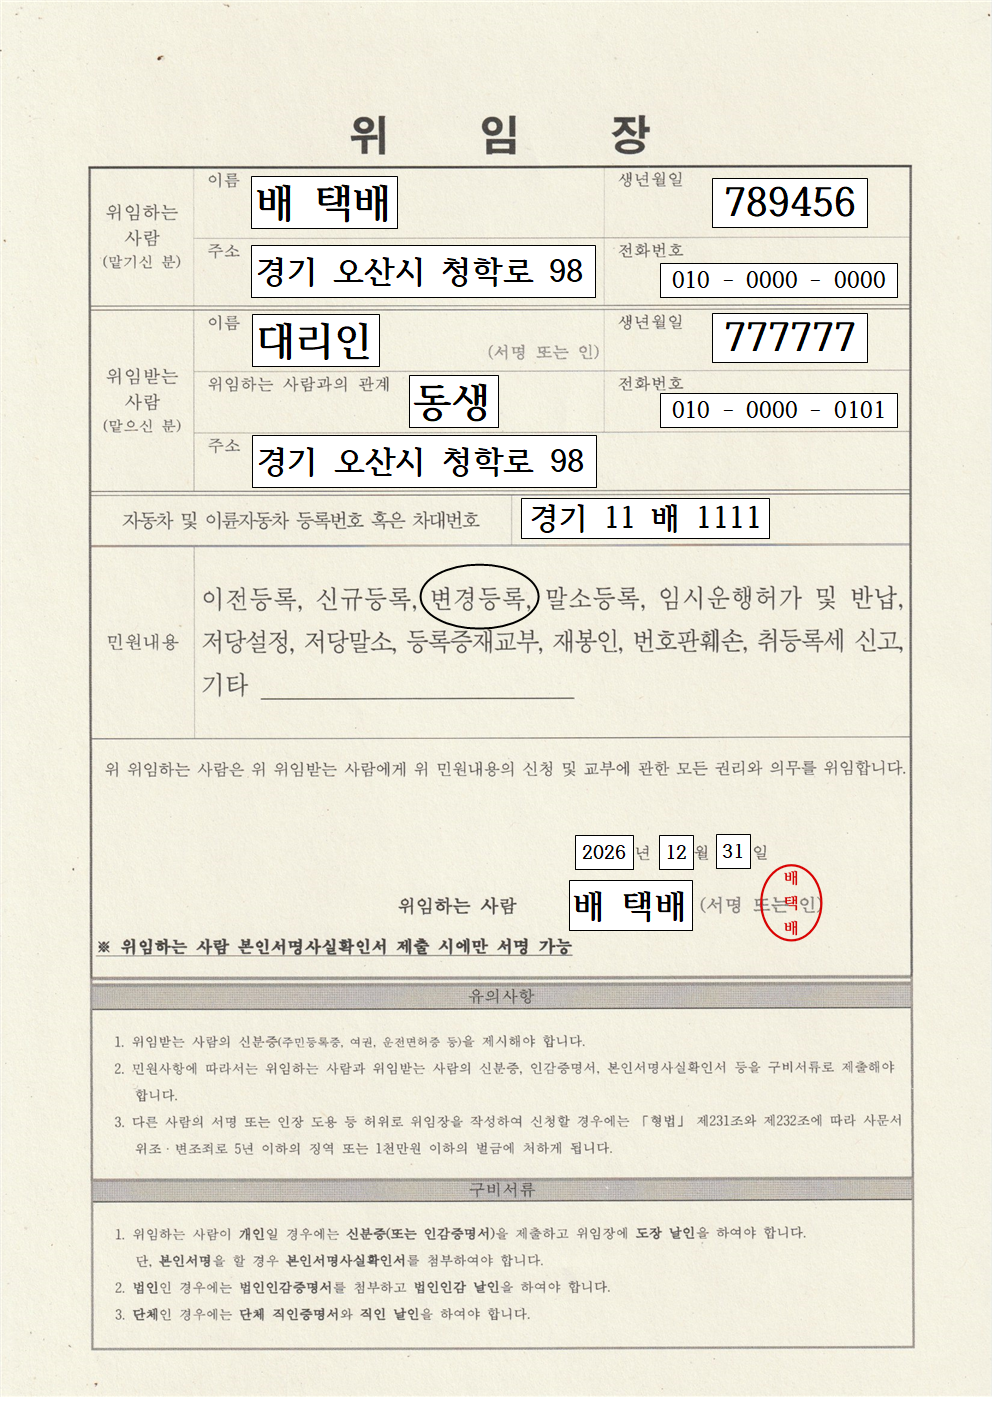 위 임 장
위임하는
사람
(맡기신 분)
이름
배 택배
생년월일
789456
주소
경기 오산시 청학로 98
전화번호
010 - 0000 - 0000
위임받는
사람
(맡으신 분)
이름
대리인
(서명 또는 인)
생년월일
777777
위임하는 사람과의 관계
동생
전화번호
010 - 0000 - 0101
주소
경기 오산시 청학로 98
자동차 및 이륜자동차 등록번호 혹은 차대번호
경기 11 배 1111
민원내용
이전등록, 신규등록, 변경등록, 말소등록, 임시운행허가 및 반납,
저당설정, 저당말소, 등록증재교부, 재봉인, 번호판훼손, 취등록세 신고,
기타
위 위임하는 사람은 위 위임받는 사람에게 위 민원내용의 신청 및 교부에 관한 모든 권리와 의무를 위임합니다.
2026 년 12 월 31 일
위임하는 사람 배 택배 (서명 또는 인)
배
택
배
※ 위임하는 사람 본인서명사실확인서 제출 시에만 서명 가능
유의사항
1. 위임받는 사람의 신분증(주민등록증, 여권, 운전면허증 등)을 제시해야 합니다.
2. 민원사항에 따라서는 위임하는 사람과 위임받는 사람의 신분증, 인감증명서, 본인서명사실확인서 등을 구비서류로 제출해야
합니다.
3. 다른 사람의 서명 또는 인장 도용 등 허위로 위임장을 작성하여 신청할 경우에는 「형법」 제231조와 제232조에 따라 사문서
위조 · 변조죄로 5년 이하의 징역 또는 1천만원 이하의 벌금에 처하게 됩니다.
구비서류
1. 위임하는 사람이 개인일 경우에는 신분증(또는 인감증명서)을 제출하고 위임장에 도장 날인을 하여야 합니다.
단, 본인서명을 할 경우 본인서명사실확인서를 첨부하여야 합니다.
2. 법인인 경우에는 법인인감증명서를 첨부하고 법인인감 날인을 하여야 합니다.
3. 단체인 경우에는 단체 직인증명서와 직인 날인을 하여야 합니다.